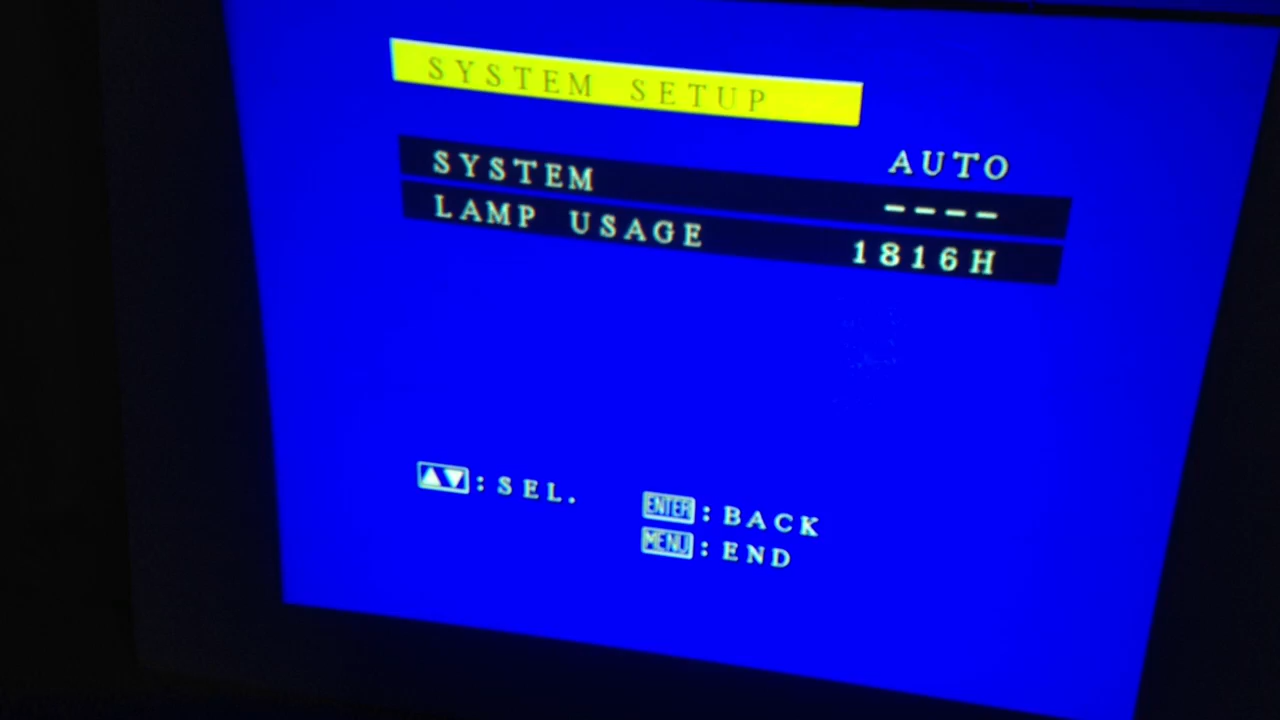 SYSTEM SETUP
SYSTEM AUTO
----
LAMP USAGE 1816H
▲▼: SEL.
ENTER: BACK
MENU: END